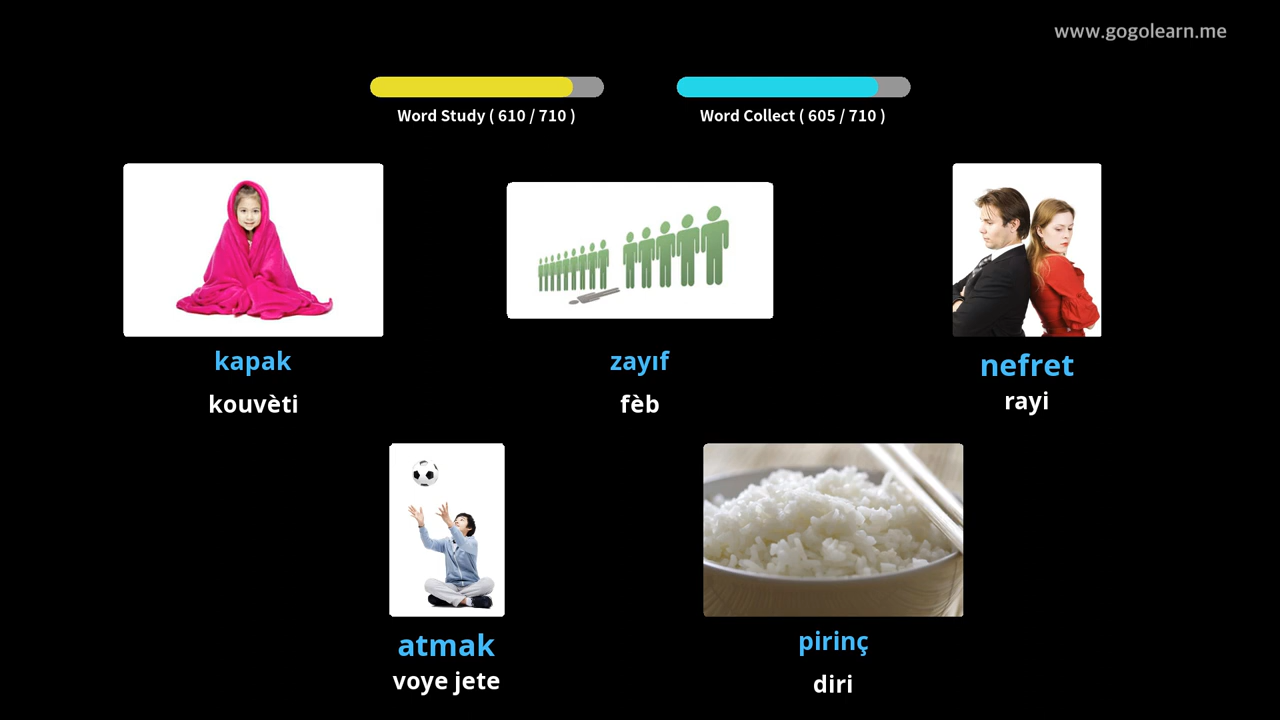 www.gogolearn.me
Word Study ( 610 / 710 )
Word Collect ( 605 / 710 )
kapak
kouvèti
zayıf
fèb
nefret
rayi
atmak
voye jete
pirinç
diri